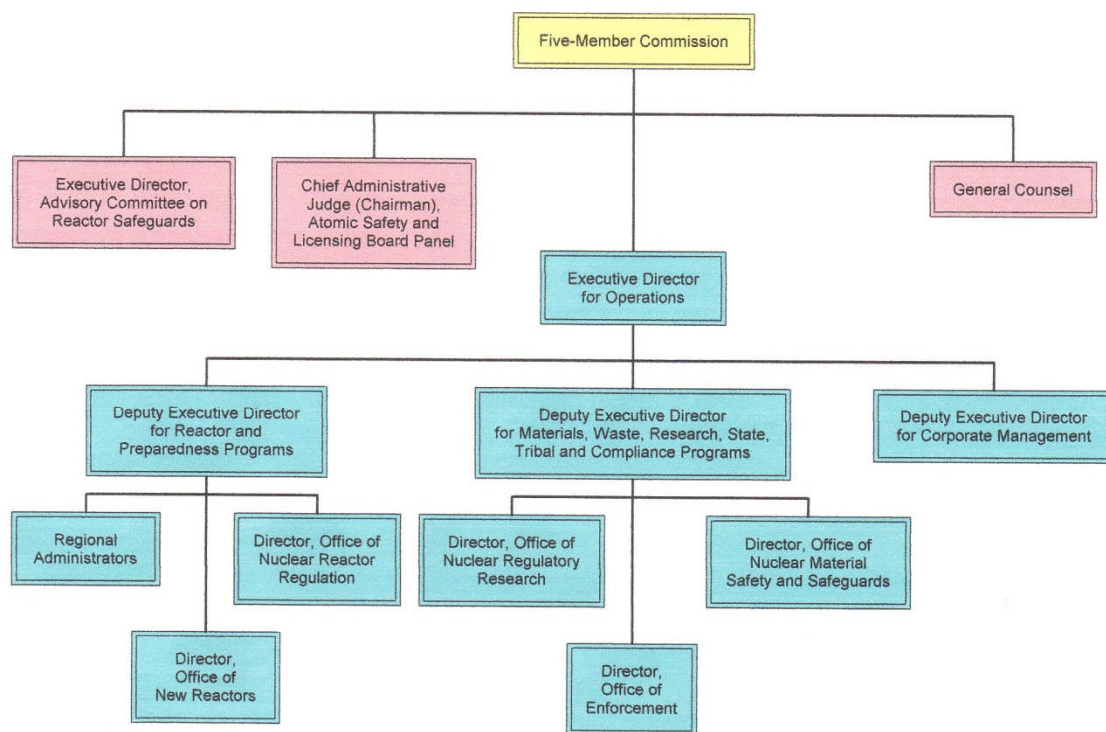 Five-Member Commission
Executive Director,
Advisory Committee on
Reactor Safeguards
Chief Administrative
Judge (Chairman),
Atomic Safety and
Licensing Board Panel
General Counsel
Executive Director
for Operations
Deputy Executive Director
for Reactor and
Preparedness Programs
Deputy Executive Director
for Materials, Waste, Research, State,
Tribal and Compliance Programs
Deputy Executive Director
for Corporate Management
Regional
Administrators
Director, Office of
Nuclear Reactor
Regulation
Director, Office of
Nuclear Regulatory
Research
Director, Office of
Nuclear Material
Safety and Safeguards
Director,
Office of
New Reactors
Director,
Office of
Enforcement